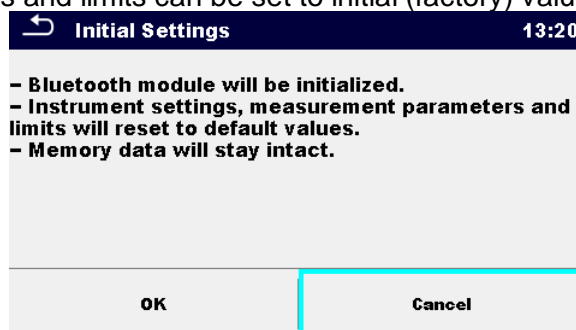 s and limits can be set to initial (factory) valu
Initial Settings 13:20
– Bluetooth module will be initialized.
– Instrument settings, measurement parameters and
limits will reset to default values.
– Memory data will stay intact.
OK Cancel